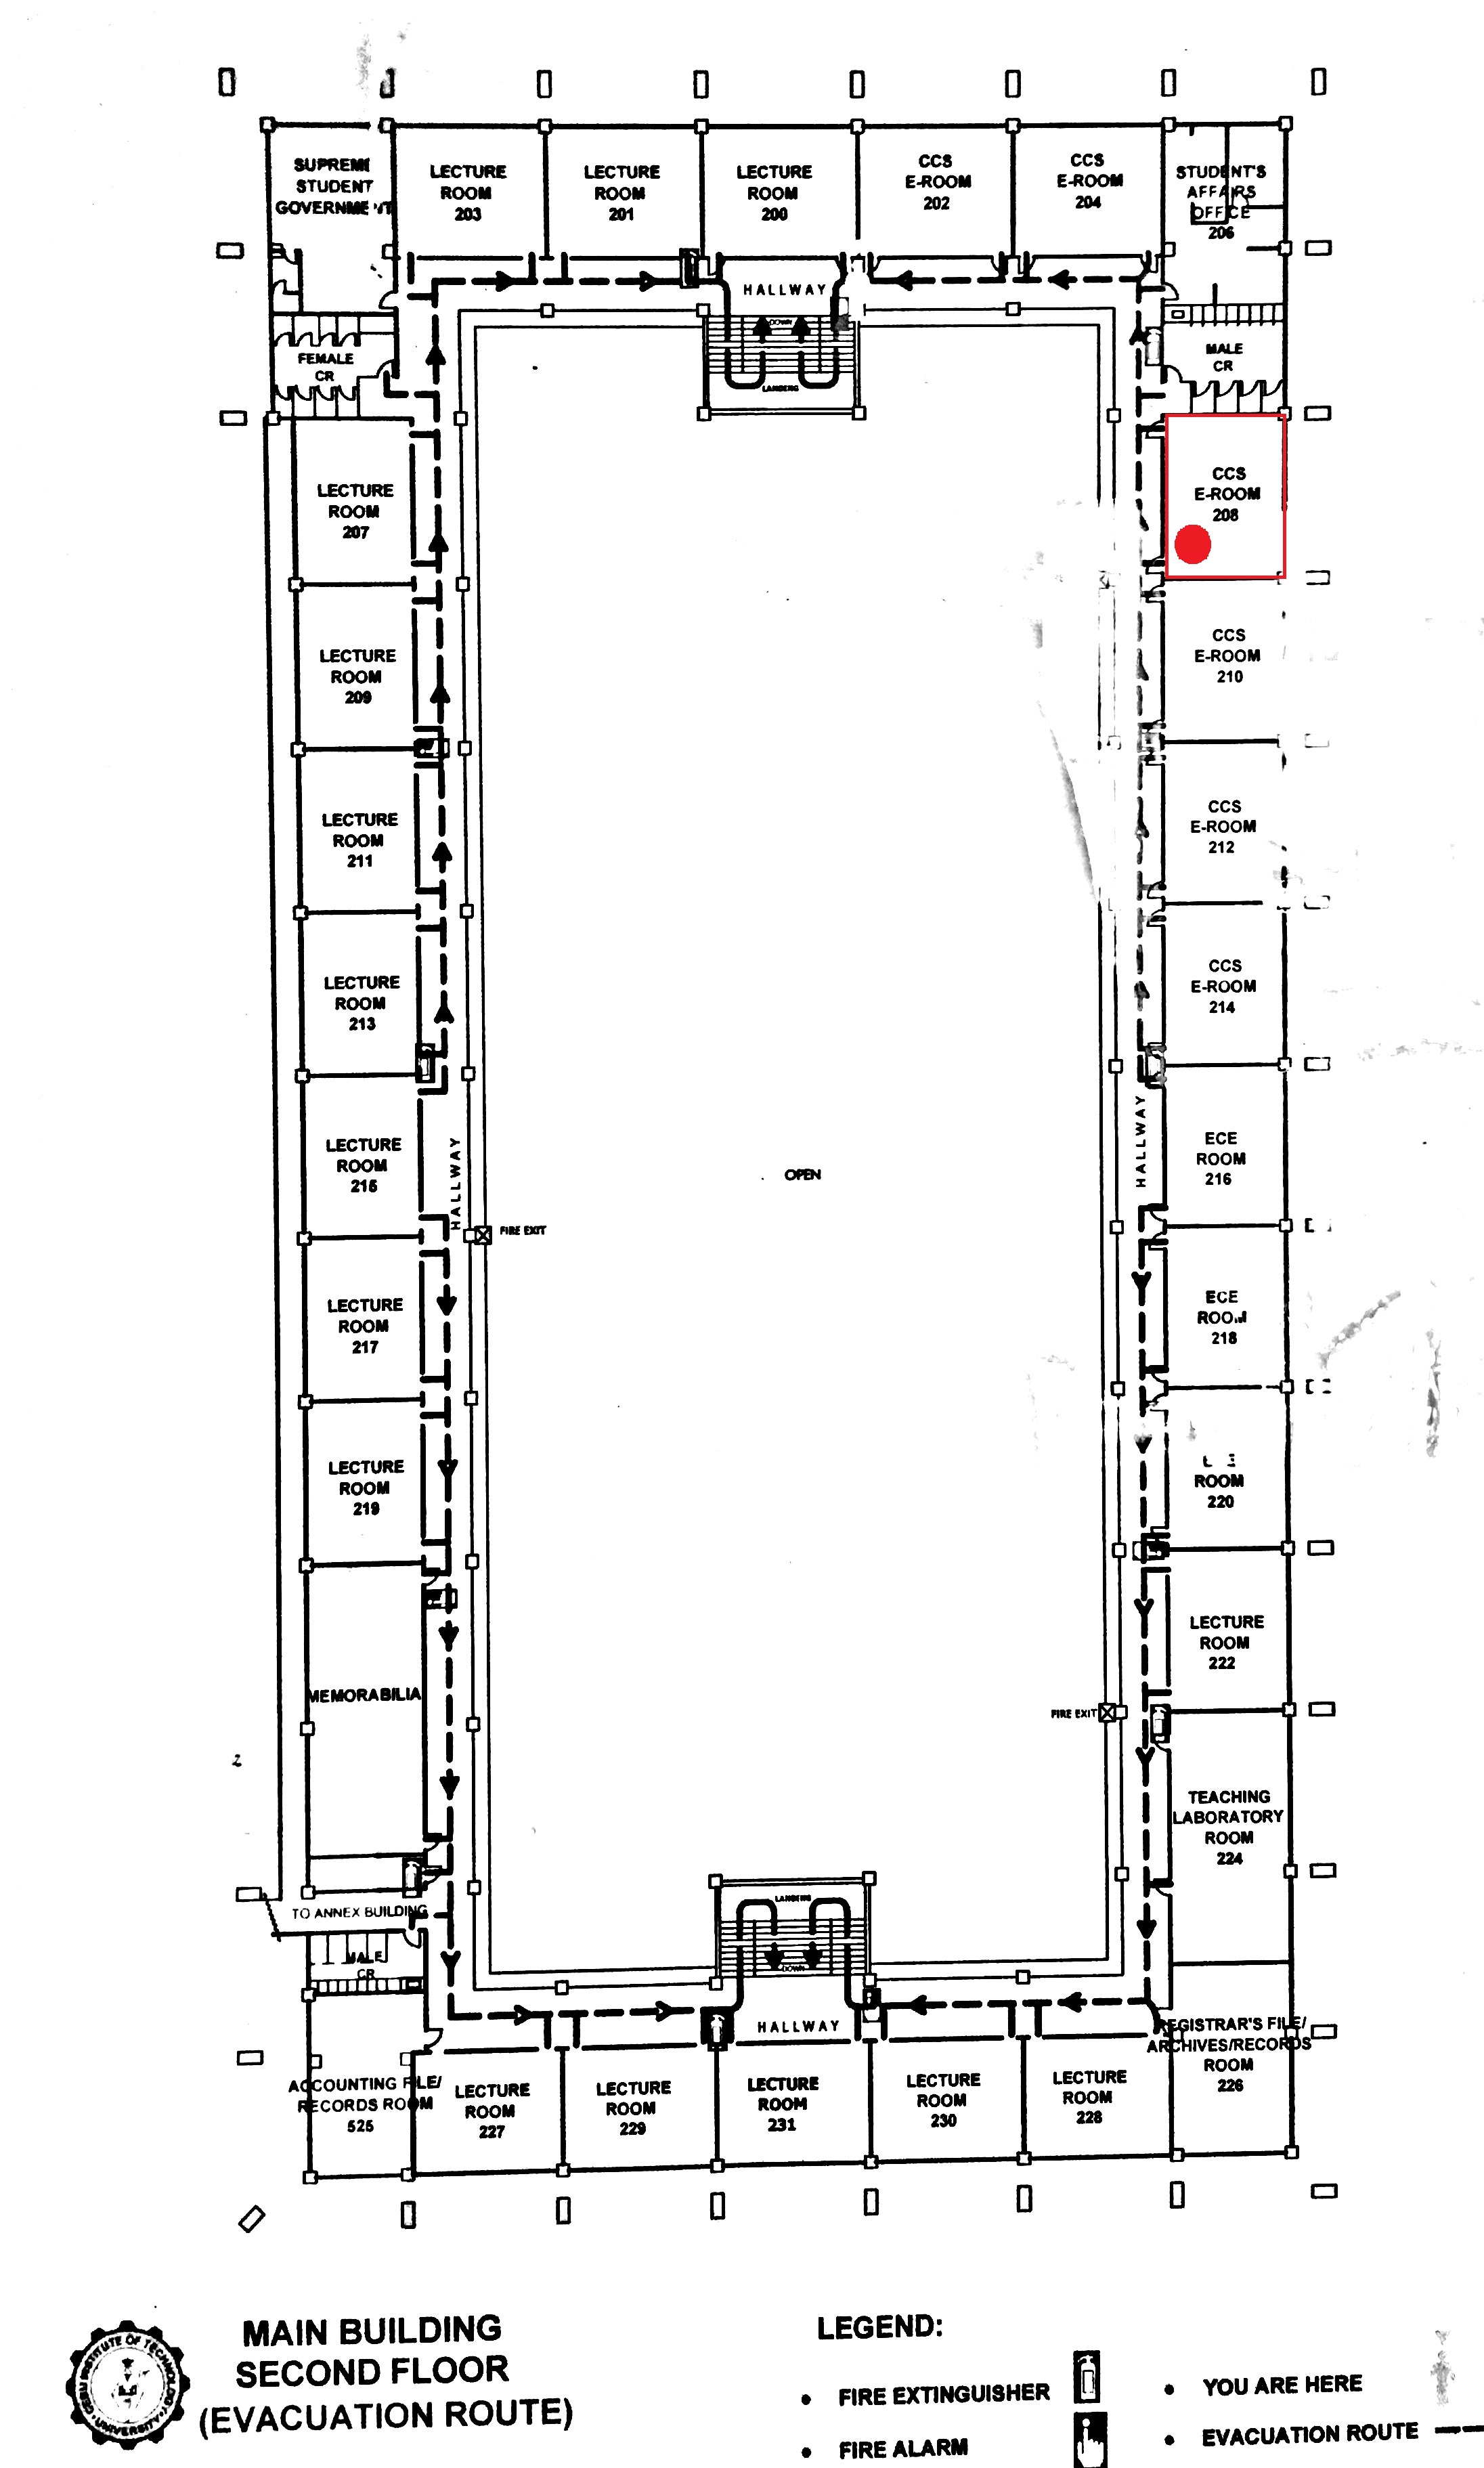 SUPREME
STUDENT
GOVERNMENT
LECTURE
ROOM
203
LECTURE
ROOM
201
LECTURE
ROOM
200
CCS
E-ROOM
202
CCS
E-ROOM
204
STUDENT'S
AFFAIRS
OFFICE
206
HALLWAY
DOWN
LANDING
FEMALE
CR
MALE
CR
LECTURE
ROOM
207
CCS
E-ROOM
208
LECTURE
ROOM
209
CCS
E-ROOM
210
LECTURE
ROOM
211
CCS
E-ROOM
212
LECTURE
ROOM
213
CCS
E-ROOM
214
LECTURE
ROOM
215
HALLWAY
OPEN
HALLWAY
ECE
ROOM
216
FIRE EXIT
LECTURE
ROOM
217
ECE
ROOM
218
LECTURE
ROOM
219
ROOM
220
LECTURE
ROOM
222
MEMORABILIA
FIRE EXIT
TEACHING
LABORATORY
ROOM
224
TO ANNEX BUILDING
MALE
CR
LANDING
DOWN
HALLWAY
REGISTRAR'S FILE/
ARCHIVES/RECORDS
ROOM
226
ACCOUNTING FILE/
RECORDS ROOM
525
LECTURE
ROOM
227
LECTURE
ROOM
229
LECTURE
ROOM
231
LECTURE
ROOM
230
LECTURE
ROOM
228
CEBU INSTITUTE OF TECHNOLOGY
UNIVERSITY
MAIN BUILDING
SECOND FLOOR
(EVACUATION ROUTE)
LEGEND:
• FIRE EXTINGUISHER
• FIRE ALARM
• YOU ARE HERE
• EVACUATION ROUTE